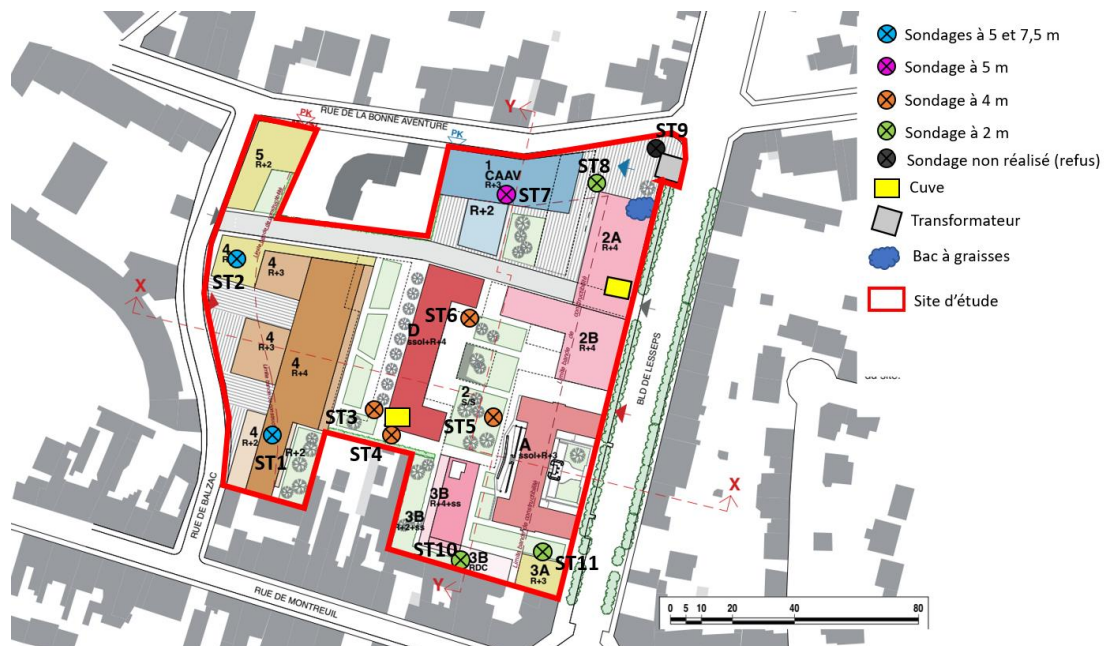 Sondages à 5 et 7,5 m
Sondage à 5 m
Sondage à 4 m
Sondage à 2 m
Sondage non réalisé (refus)
Cuve
Transformateur
Bac à graisses
Site d'étude
RUE DE LA BONNE AVENTURE
PK
PK
Y
ST9
5
R+2
1
CAAV
R+3
ST7
ST8
R+2
2A
R+4
4
ST2
4
R+3
X
ST6
D
ssol+R+4
2B
R+4
BLD DE LESSEPS
4
R+3
4
R+4
2
S/S
ST3
ST5
ST4
4
R+2
ST1
R+2
A
ssol+R+3
X
3B
R+4+ss
3B
R+2+ss
RUE DE BALZAC
ST10
3B
RDC
ST11
3A
R+3
Y
RUE DE MONTREUIL
0 5 10 20 40 80